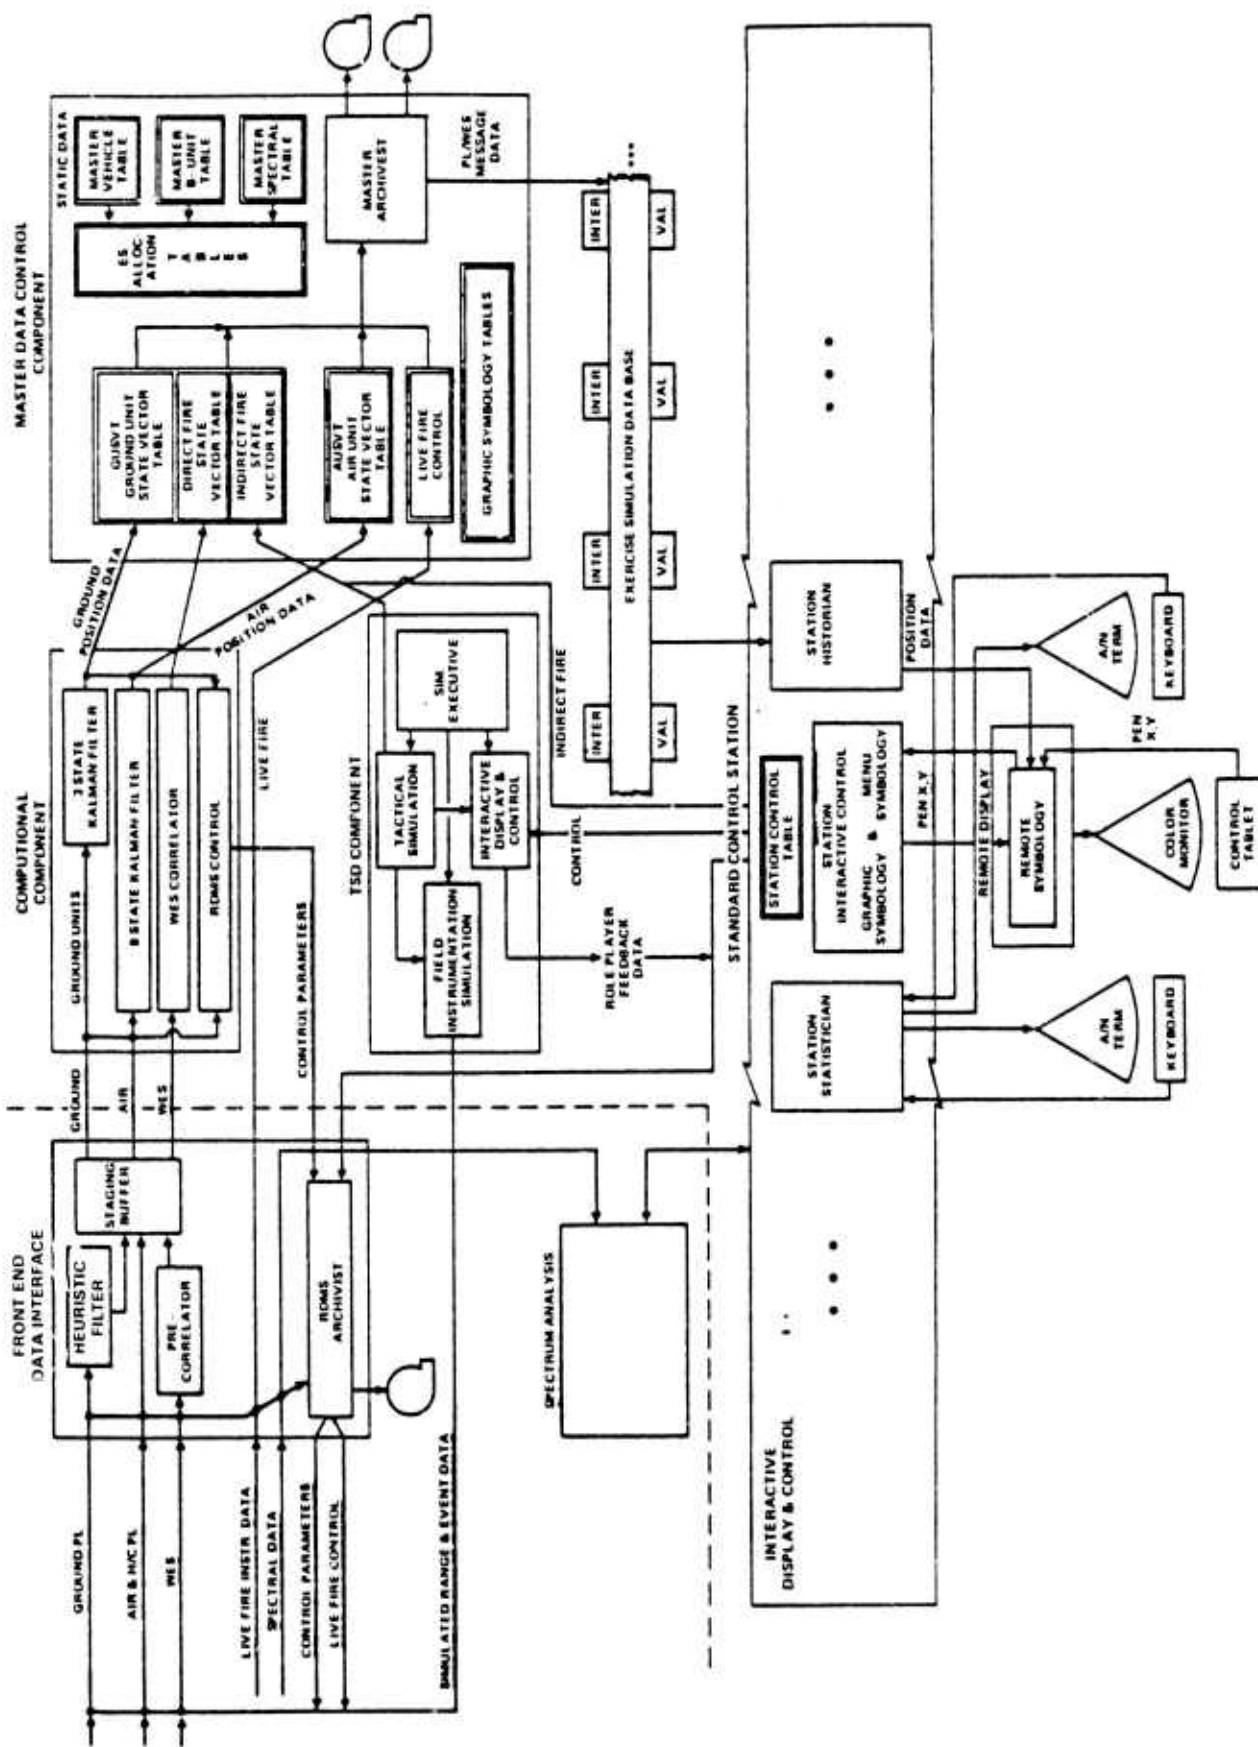 FRONT END
DATA INTERFACE
COMPUTATIONAL
COMPONENT
MASTER DATA CONTROL
COMPONENT
GROUND PL
AIR & H/C PL
WES
LIVE FIRE INSTR DATA
SPECTRAL DATA
CONTROL PARAMETERS
LIVE FIRE CONTROL
SIMULATED RANGE & EVENT DATA
HEURISTIC
FILTER
PRE-
CORRELATOR
STAGING
BUFFER
RDMS
ARCHIVIST
GROUND
AIR
WES
GROUND UNITS
3 STATE
KALMAN FILTER
8 STATE KALMAN FILTER
WES CORRELATOR
RDMS CONTROL
CONTROL PARAMETERS
LIVE FIRE
GROUND
POSITION DATA
AIR
POSITION DATA
GUSVT
GROUND UNIT
STATE VECTOR
TABLE
DIRECT FIRE
STATE
VECTOR TABLE
INDIRECT FIRE
STATE
VECTOR TABLE
AUSVT
AIR UNIT
STATE VECTOR
TABLE
LIVE FIRE
CONTROL
GRAPHIC SYMBOLOGY TABLES
STATIC DATA
MASTER
VEHICLE
TABLE
MASTER
B-UNIT
TABLE
MASTER
SPECTRAL
TABLE
ES
ALLOC-
ATION
T
A
B
L
E
S
MASTER
ARCHIVEST
PL/WES
MESSAGE
DATA
TSD COMPONENT
TACTICAL
SIMULATION
SIM
EXECUTIVE
FIELD
INSTRUMENTATION
SIMULATION
INTERACTIVE
DISPLAY &
CONTROL
ROLE PLAYER
FEEDBACK
DATA
CONTROL
INDIRECT FIRE
INTER
INTER
INTER
INTER
EXERCISE SIMULATION DATA BASE
VAL
VAL
VAL
VAL
SPECTRUM ANALYSIS
STANDARD CONTROL STATION
INTERACTIVE
DISPLAY & CONTROL
STATION
STATISTICIAN
STATION CONTROL
TABLE
STATION
INTERACTIVE CONTROL
GRAPHIC & MENU
SYMBOLOGY SYMBOLOGY
STATION
HISTORIAN
REMOTE DISPLAY
PEN X, Y
POSITION
DATA
REMOTE
SYMBOLOGY
PEN
X, Y
A/N
TERM
KEYBOARD
COLOR
MONITOR
CONTROL
TABLET
A/N
TERM
KEYBOARD